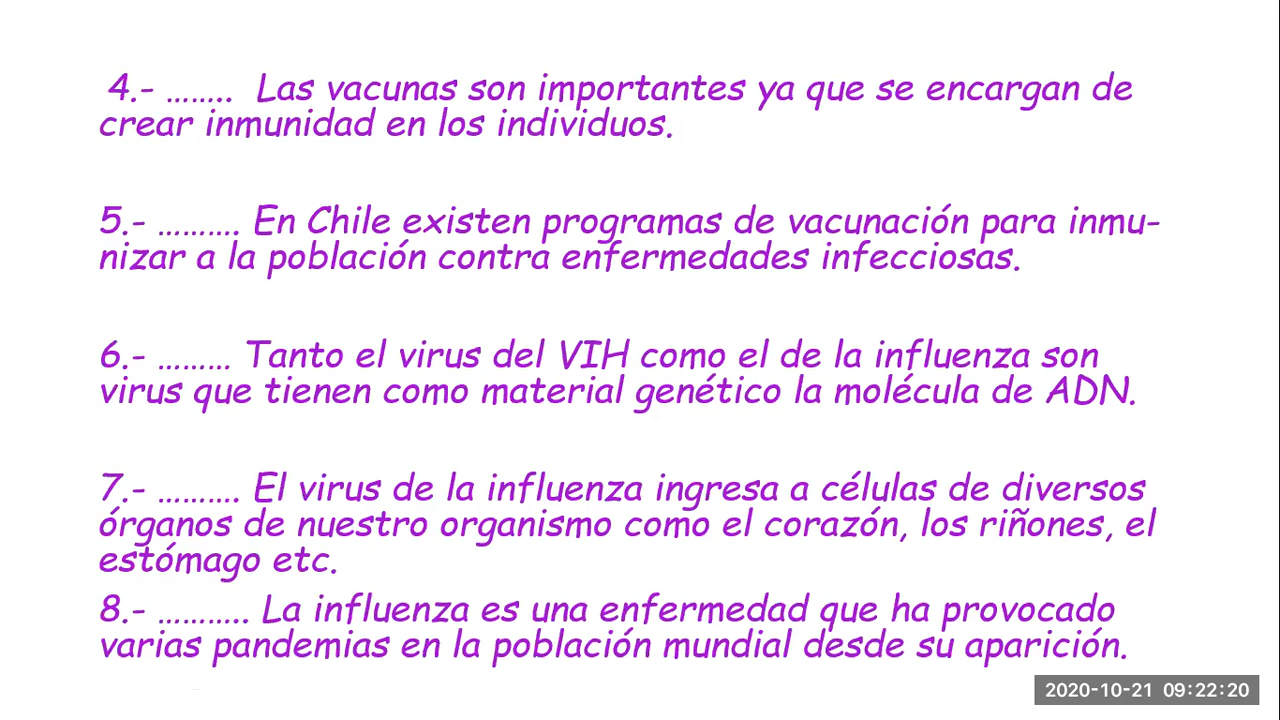 4.- …….. Las vacunas son importantes ya que se encargan de
crear inmunidad en los individuos.
5.- ………. En Chile existen programas de vacunación para inmu-
nizar a la población contra enfermedades infecciosas.
6.- ……… Tanto el virus del VIH como el de la influenza son
virus que tienen como material genético la molécula de ADN.
7.- ………. El virus de la influenza ingresa a células de diversos
órganos de nuestro organismo como el corazón, los riñones, el
estómago etc.
8.- ……….. La influenza es una enfermedad que ha provocado
varias pandemias en la población mundial desde su aparición.
2020-10-21 09:22:20